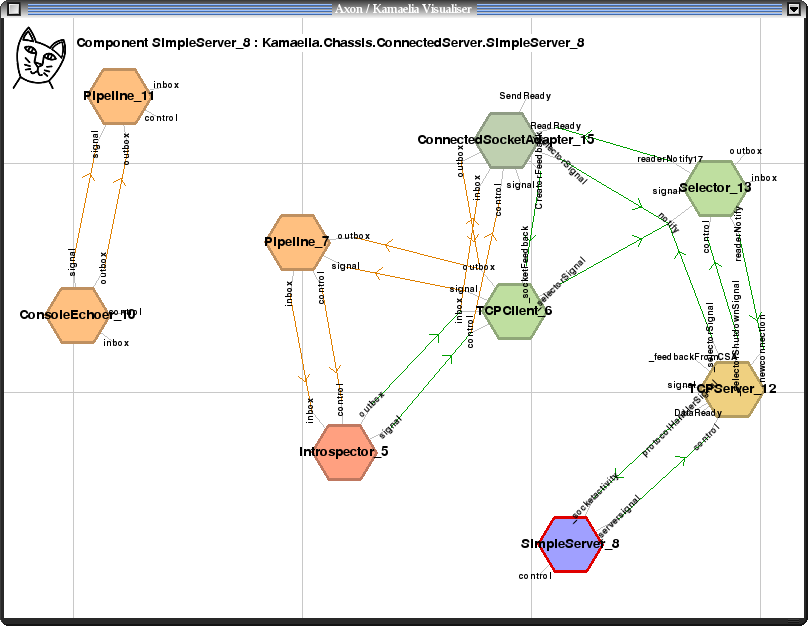 Axon / Kamaelia Visualiser
Component SimpleServer_8 : Kamaelia.Chassis.ConnectedServer.SimpleServer_8
Pipeline_11
inbox
control
signal
outbox
signal
outbox
ConsoleEchoer_10
control
inbox
Pipeline_7
outbox
signal
inbox
control
inbox
control
Introspector_5
outbox
signal
SendReady
ReadReady
ConnectedSocketAdapter_15
outbox
inbox
control
signal
CreatorFeedback
selectorSignal
outbox
signal
inbox
control
TCPClient_6
_socketFeedback
_selectorSignal
readerNotify17
outbox
inbox
signal
Selector_13
notify
control
readerNotify
_selectorSignal
_selectorShutdownSignal
newconnection
_feedbackFromCSA
signal
TCPServer_12
DataReady
protocolHandlerSignal
control
_socketactivity
_serversignal
SimpleServer_8
control